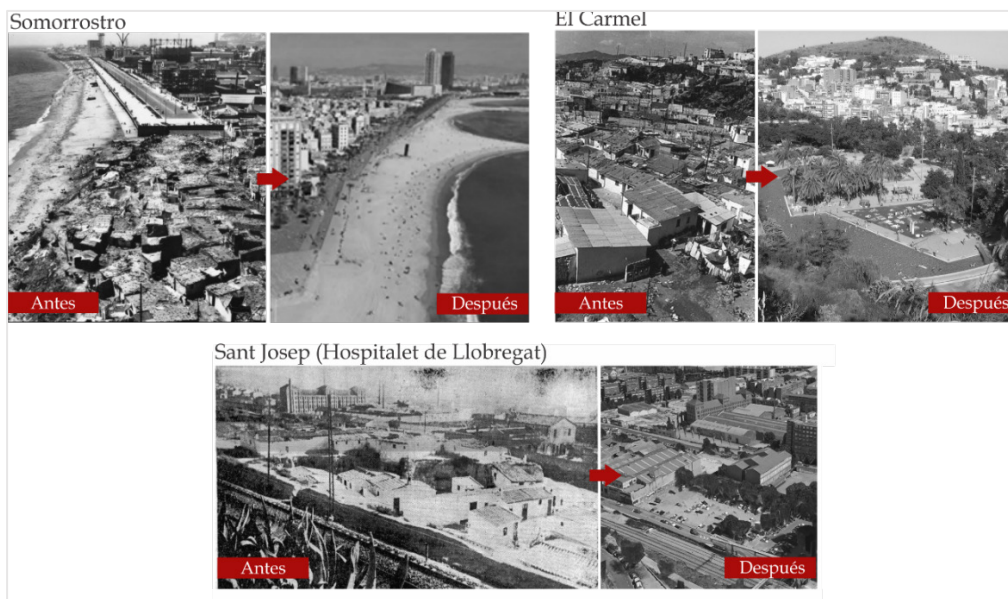 Somorrostro
El Carmel
Antes
Después
Antes
Después
Sant Josep (Hospitalet de Llobregat)
Antes
Después